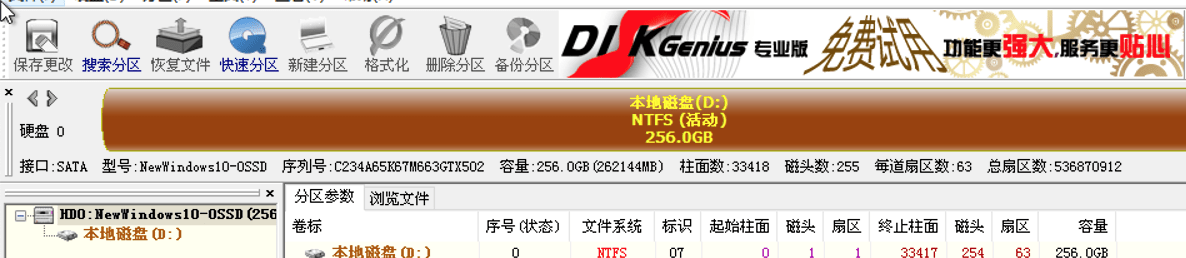 保存更改 搜索分区 恢复文件 快速分区 新建分区 格式化 删除分区 备份分区
DISKGenius 专业版 免费试用 功能更强大,服务更贴心
本地磁盘(D:)
NTFS (活动)
256.0GB
硬盘 0
接口:SATA 型号:NewWindows10-0SSD 序列号:C234A65K67M663GTX502 容量:256.0GB(262144MB) 柱面数:33418 磁头数:255 每道扇区数:63 总扇区数:536870912
HD0:NewWindows10-0SSD(256
本地磁盘(D:)
分区参数 浏览文件
卷标 序号(状态) 文件系统 标识 起始柱面 磁头 扇区 终止柱面 磁头 扇区 容量
本地磁盘(D:) 0 NTFS 07 0 1 1 33417 254 63 256.0GB